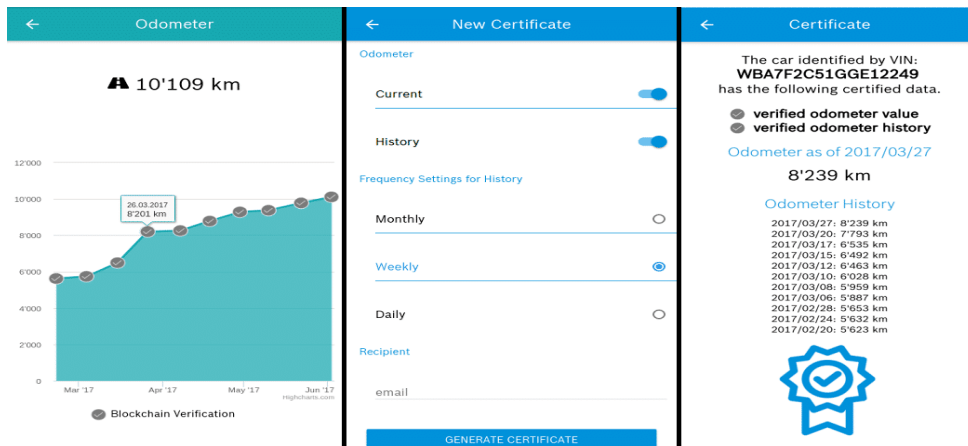 Odometer
10'109 km
12'000
10'000
8'000
6'000
4'000
2'000
0
26.03.2017
8'201 km
Mar '17
Apr '17
May '17
Jun '17
Highcharts.com
Blockchain Verification
New Certificate
Odometer
Current
History
Frequency Settings for History
Monthly
Weekly
Daily
Recipient
email
GENERATE CERTIFICATE
Certificate
The car identified by VIN:
WBA7F2C51GGE12249
has the following certified data.
verified odometer value
verified odometer history
Odometer as of 2017/03/27
8'239 km
Odometer History
2017/03/27: 8'239 km
2017/03/20: 7'793 km
2017/03/17: 6'535 km
2017/03/15: 6'492 km
2017/03/12: 6'463 km
2017/03/10: 6'028 km
2017/03/08: 5'959 km
2017/03/06: 5'887 km
2017/02/28: 5'653 km
2017/02/24: 5'632 km
2017/02/20: 5'623 km